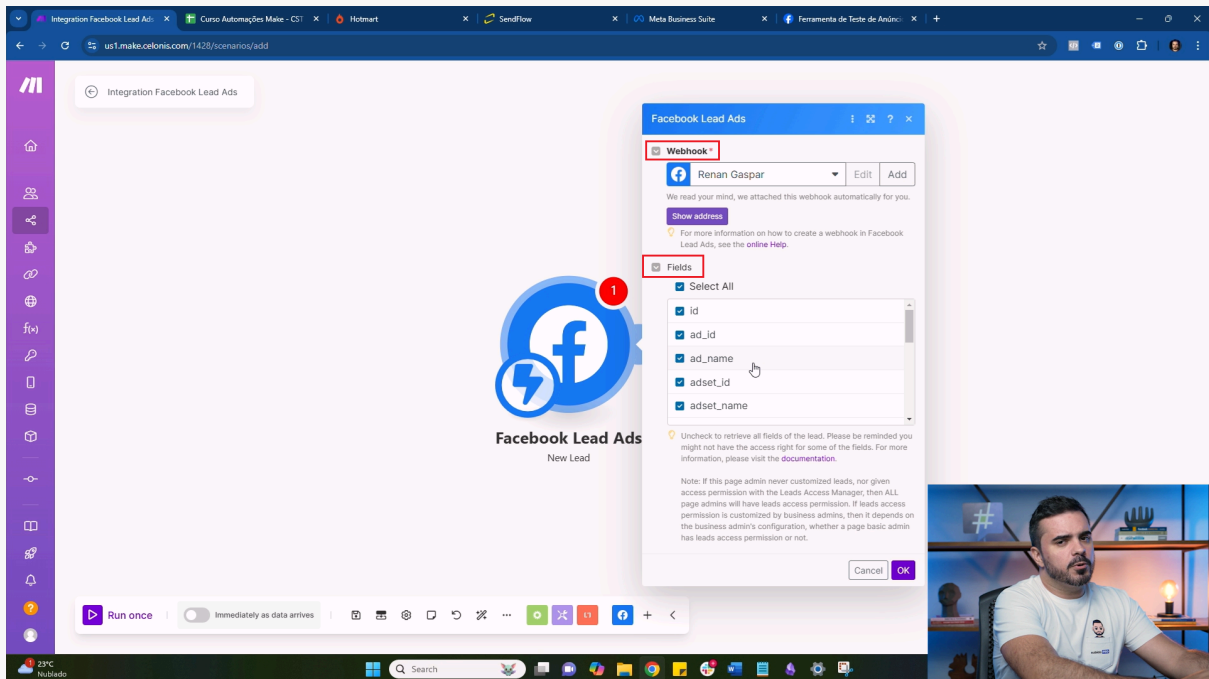 Integration Facebook Lead Ads
Curso Automações Make - CST
Hotmart
SendFlow
Meta Business Suite
Ferramenta de Teste de Anúnci
us1.make.celonis.com/1428/scenarios/add
Integration Facebook Lead Ads
Facebook Lead Ads
Webhook *
Renan Gaspar
Edit
Add
We read your mind, we attached this webhook automatically for you.
Show address
For more information on how to create a webhook in Facebook
Lead Ads, see the online Help.
Fields
Select All
id
ad_id
ad_name
adset_id
adset_name
Uncheck to retrieve all fields of the lead. Please be reminded you
might not have the access right for some of the fields. For more
information, please visit the documentation.
Note: If this page admin never customized leads, nor given
access permission with the Leads Access Manager, then ALL
page admins will have leads access permission. If leads access
permission is customized by business admins, then it depends on
the business admin's configuration, whether a page basic admin
has leads access permission or not.
Cancel
OK
1
Facebook Lead Ads
New Lead
Run once
Immediately as data arrives
1
23°C
Nublado
Search